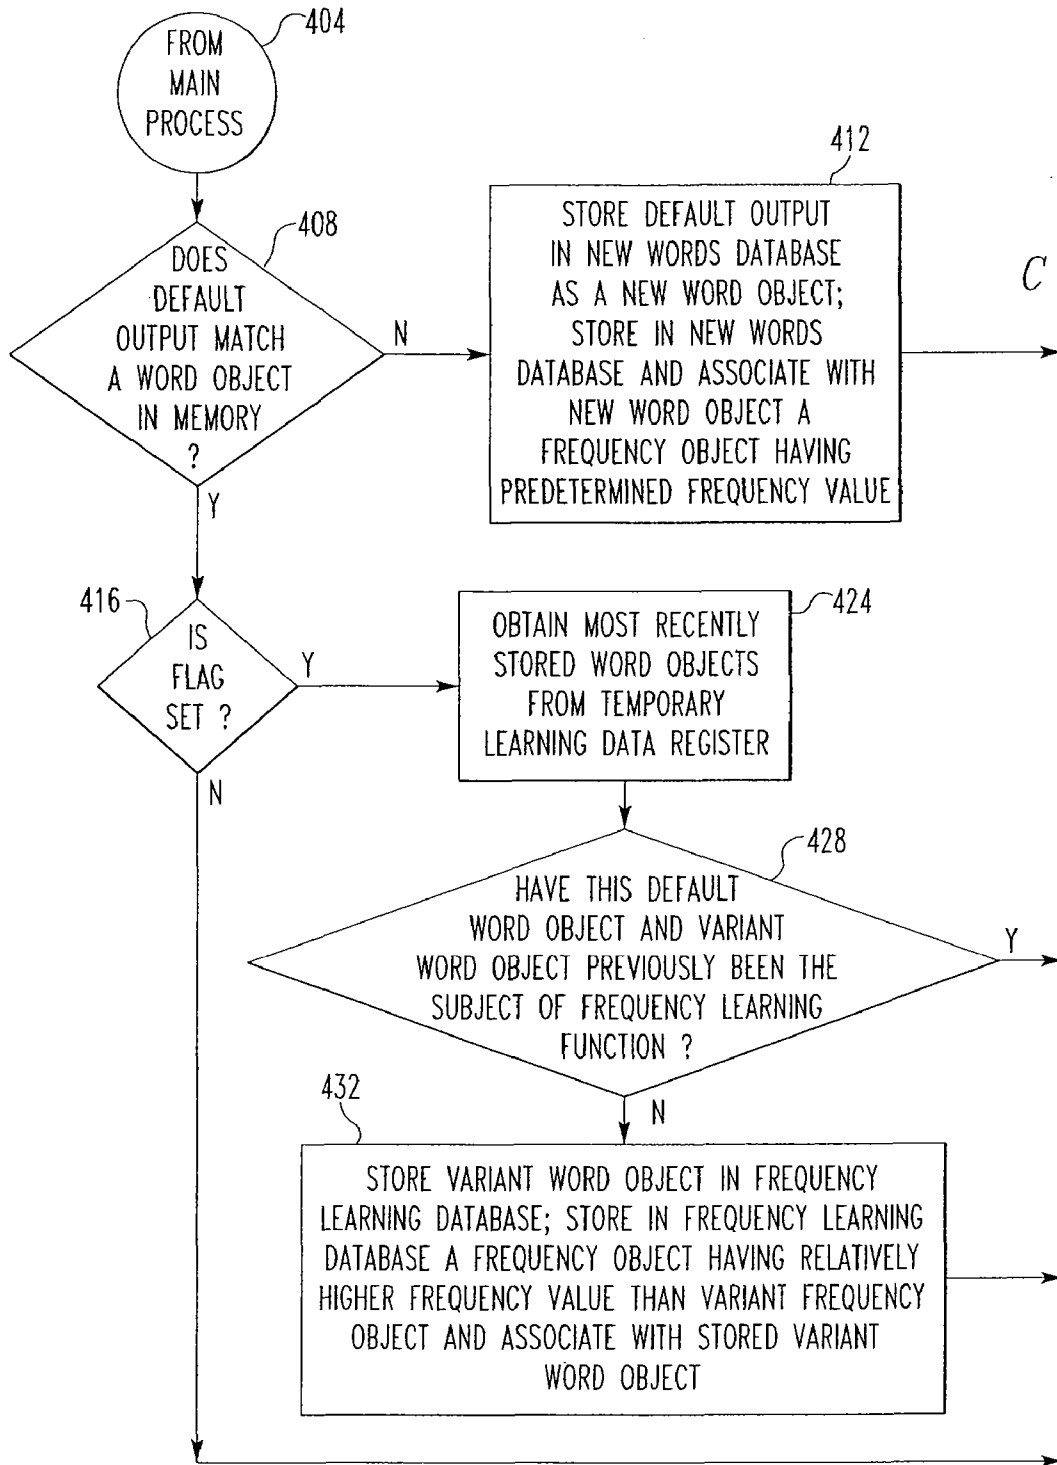 404
FROM
MAIN
PROCESS
408
DOES
DEFAULT
OUTPUT MATCH
A WORD OBJECT
IN MEMORY
?
N
Y
412
STORE DEFAULT OUTPUT
IN NEW WORDS DATABASE
AS A NEW WORD OBJECT;
STORE IN NEW WORDS
DATABASE AND ASSOCIATE WITH
NEW WORD OBJECT A
FREQUENCY OBJECT HAVING
PREDETERMINED FREQUENCY VALUE
C
416
IS
FLAG
SET ?
Y
N
424
OBTAIN MOST RECENTLY
STORED WORD OBJECTS
FROM TEMPORARY
LEARNING DATA REGISTER
428
HAVE THIS DEFAULT
WORD OBJECT AND VARIANT
WORD OBJECT PREVIOUSLY BEEN THE
SUBJECT OF FREQUENCY LEARNING
FUNCTION ?
Y
N
432
STORE VARIANT WORD OBJECT IN FREQUENCY
LEARNING DATABASE; STORE IN FREQUENCY LEARNING
DATABASE A FREQUENCY OBJECT HAVING RELATIVELY
HIGHER FREQUENCY VALUE THAN VARIANT FREQUENCY
OBJECT AND ASSOCIATE WITH STORED VARIANT
WORD OBJECT